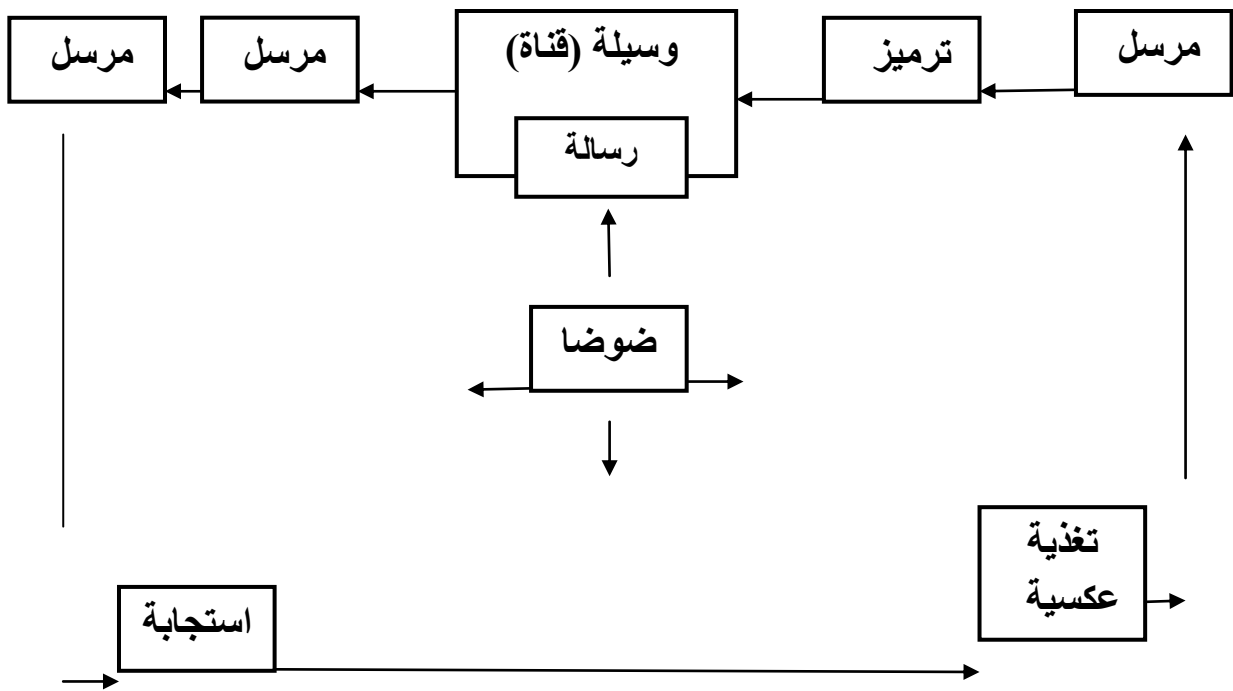 مرسل
ترميز
وسيلة (قناة)
رسالة
مرسل
مرسل
ضوضا
تغذية
عكسية
استجابة